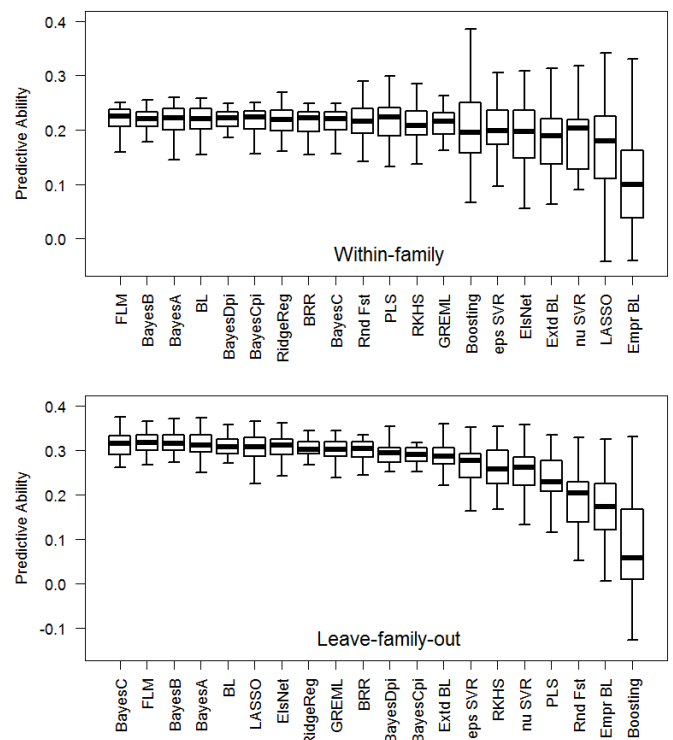 0.4
0.3
0.2
0.1
0.0
Predictive Ability
Within-family
FLM
BayesB
BayesA
BL
BayesDpi
BayesCpi
RidgeReg
BRR
BayesC
Rnd Fst
PLS
RKHS
GREML
Boosting
eps SVR
ElsNet
Extd BL
nu SVR
LASSO
Empr BL
0.4
0.3
0.2
0.1
0.0
-0.1
Predictive Ability
Leave-family-out
BayesC
FLM
BayesB
BayesA
BL
LASSO
ElsNet
RidgeReg
GREML
BRR
BayesDpi
BayesCpi
Extd BL
eps SVR
RKHS
nu SVR
PLS
Rnd Fst
Empr BL
Boosting